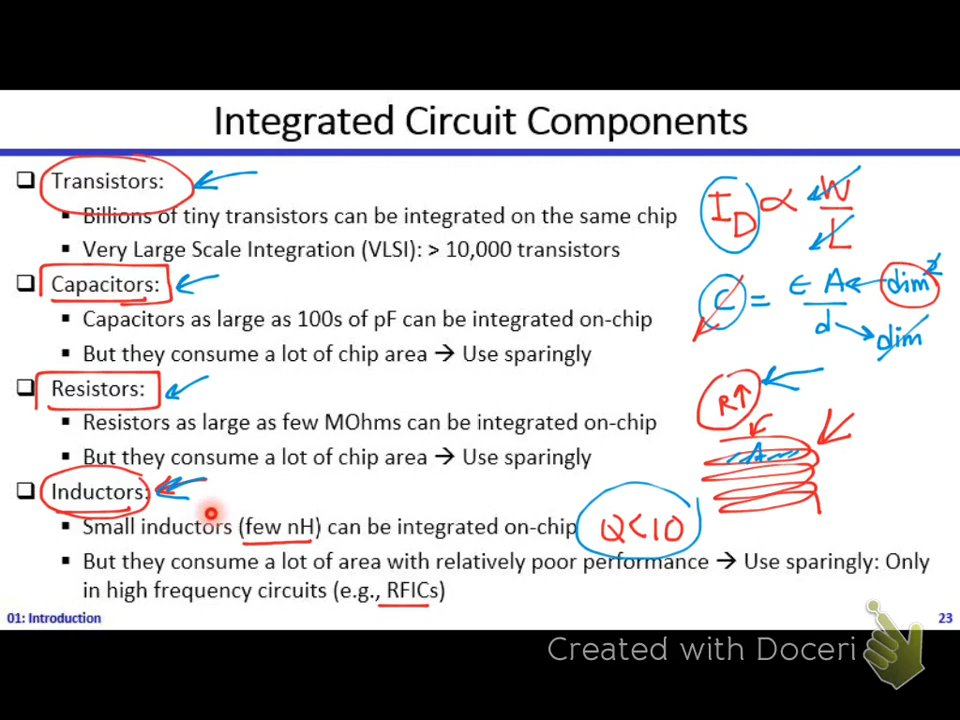 Integrated Circuit Components
❑ Transistors:
▪ Billions of tiny transistors can be integrated on the same chip
▪ Very Large Scale Integration (VLSI): > 10,000 transistors
❑ Capacitors:
▪ Capacitors as large as 100s of pF can be integrated on-chip
▪ But they consume a lot of chip area → Use sparingly
❑ Resistors:
▪ Resistors as large as few MOhms can be integrated on-chip
▪ But they consume a lot of chip area → Use sparingly
❑ Inductors:
▪ Small inductors (few nH) can be integrated on-chip
▪ But they consume a lot of area with relatively poor performance → Use sparingly: Only
in high frequency circuits (e.g., RFICs)
I_D ∝ W/L
C = ϵ A/d
dim²
dim
R↑
A
Q<10
01: Introduction
23
Created with Doceri